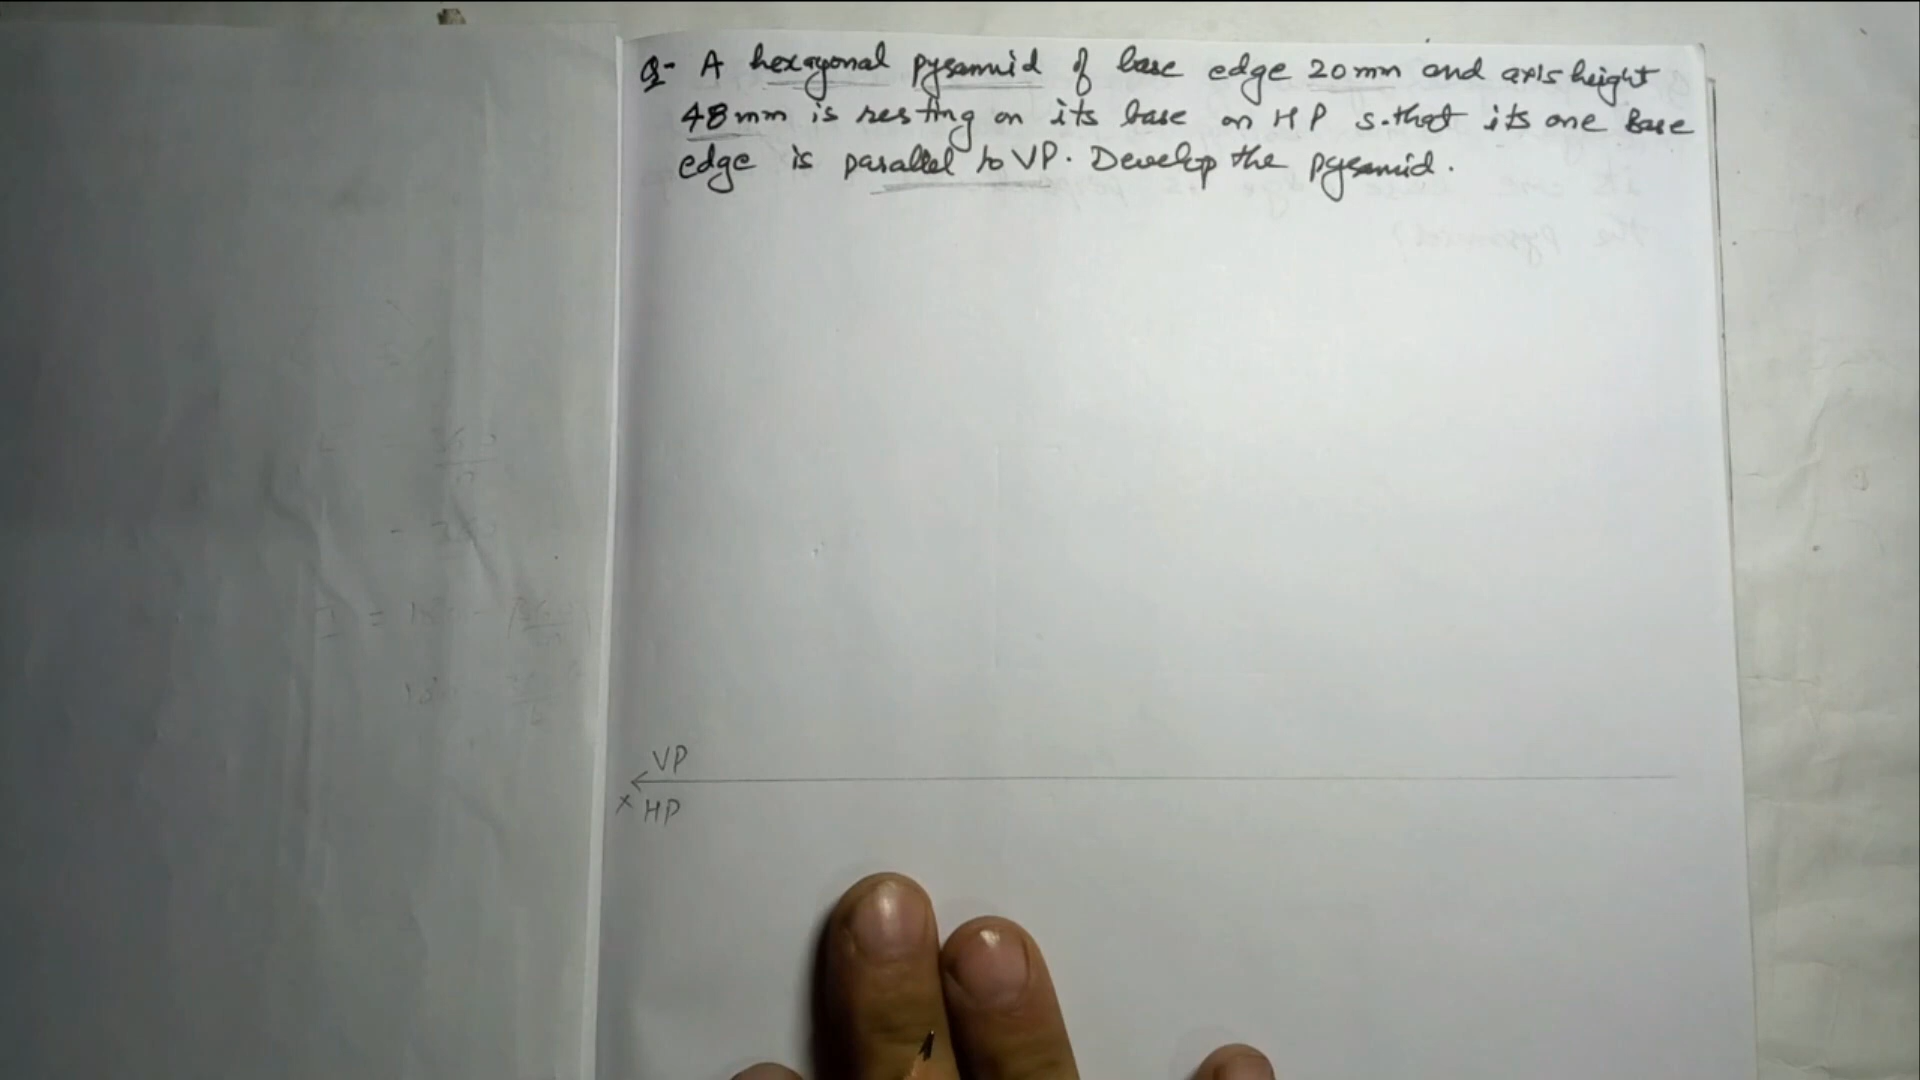 Q- A hexagonal pyramid of base edge 20mm and axis height
48mm is resting on its base on HP s.that its one Base
edge is parallel to VP. Develop the pyramid.
VP
X HP